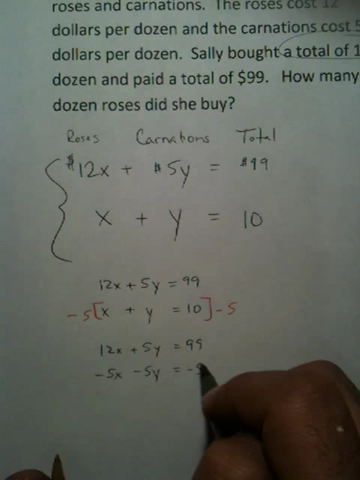 roses and carnations. The roses cost 12
dollars per dozen and the carnations cost 5
dollars per dozen. Sally bought a total of 1
dozen and paid a total of $99. How many
dozen roses did she buy?
Roses Carnations Total
$12x + $5y = $99
x + y = 10
12x + 5y = 99
-5[x + y = 10]-5
12x + 5y = 99
-5x - 5y = -